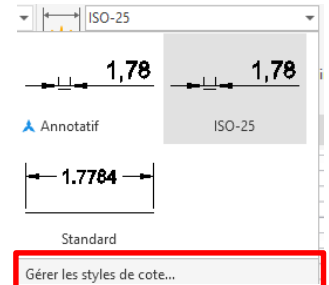 ISO-25
1,78
1,78
Annotatif
ISO-25
1.7784
Standard
Gérer les styles de cote...